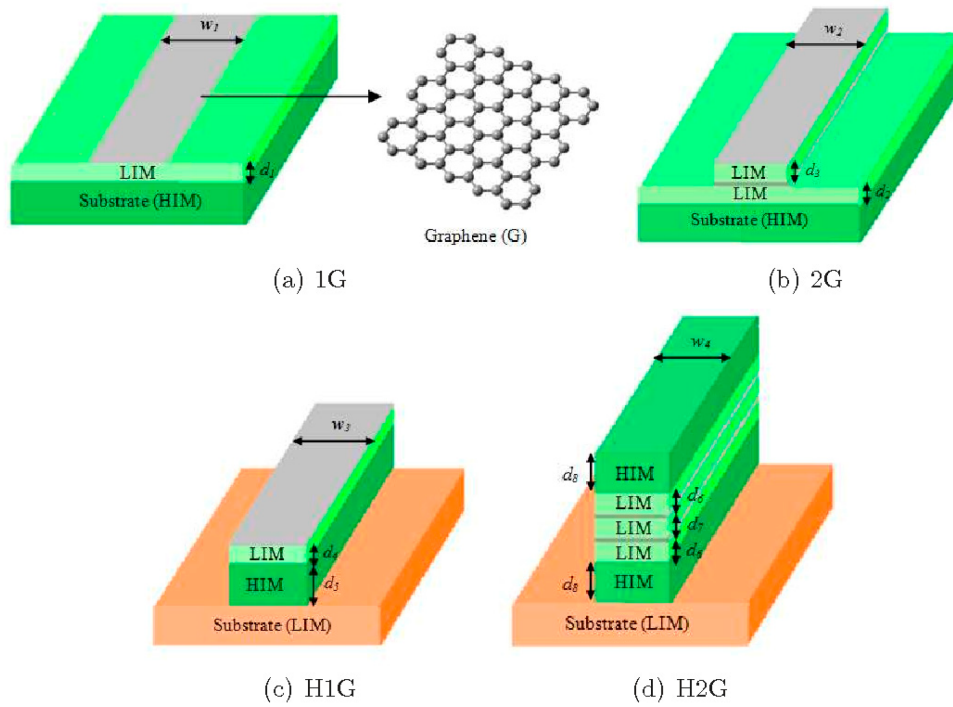 w₁
LIM
d₁
Substrate (HIM)
Graphene (G)
(a) 1G
w₂
LIM
d₃
LIM
d₂
Substrate (HIM)
(b) 2G
w₃
LIM
d₄
HIM
d₅
Substrate (LIM)
(c) H1G
w₄
d₈
HIM
LIM
d₆
LIM
d₇
LIM
d₈
HIM
Substrate (LIM)
(d) H2G